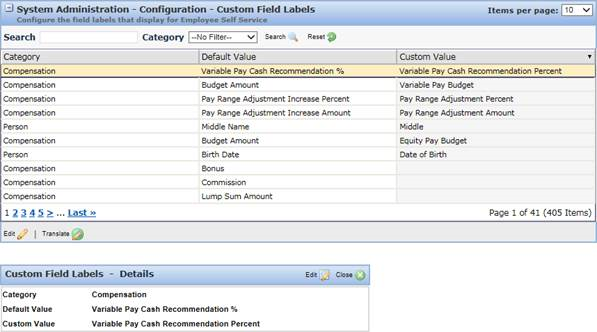 System Administration - Configuration - Custom Field Labels Items per page: 10
Configure the field labels that display for Employee Self Service
Search Category --No Filter-- Search Reset
Category Default Value Custom Value
Compensation Variable Pay Cash Recommendation % Variable Pay Cash Recommendation Percent
Compensation Budget Amount Variable Pay Budget
Compensation Pay Range Adjustment Increase Percent Pay Range Adjustment Percent
Compensation Pay Range Adjustment Increase Amount Pay Range Adjustment Amount
Person Middle Name Middle
Compensation Budget Amount Equity Pay Budget
Person Birth Date Date of Birth
Compensation Bonus
Compensation Commission
Compensation Lump Sum Amount
1 2 3 4 5 > ... Last » Page 1 of 41 (405 Items)
Edit | Translate
Custom Field Labels - Details Edit Close
Category Compensation
Default Value Variable Pay Cash Recommendation %
Custom Value Variable Pay Cash Recommendation Percent